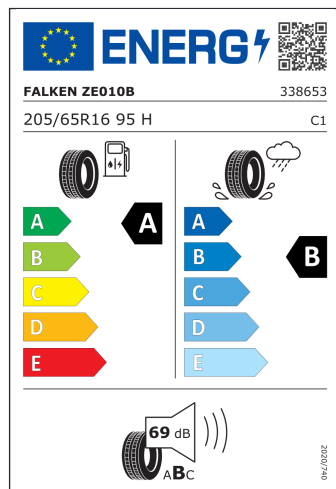 ENERG
FALKEN ZE010B 338653
205/65R16 95 H C1
A A A
B B B
C C
D D
E E
69 dB
ABC
2020/740